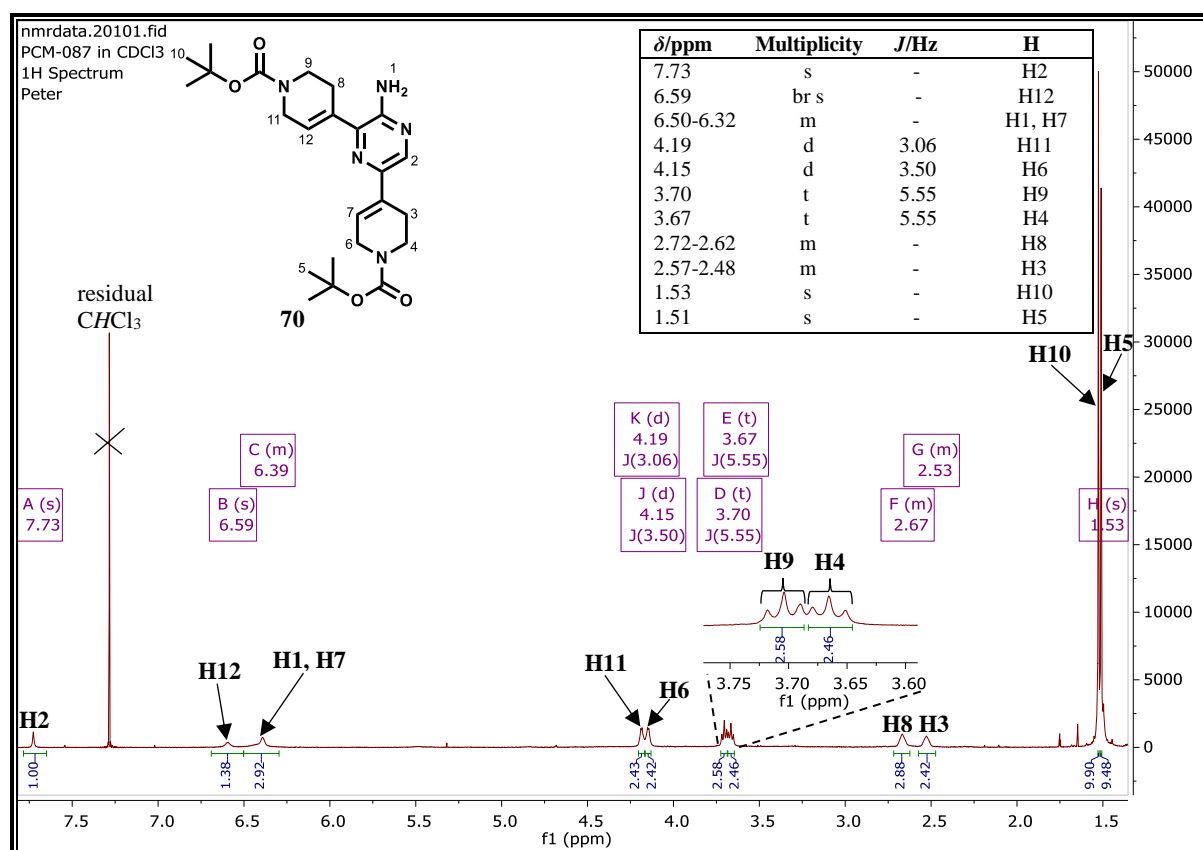 nmrdata.20101.fid
PCM-087 in CDCl3
1H Spectrum
Peter
10
O
O
N
9
8
11
12
1
NH2
N
N
2
7
3
6
4
N
5
O
O
70
δ/ppm Multiplicity J/Hz H
7.73 s - H2
6.59 br s - H12
6.50-6.32 m - H1, H7
4.19 d 3.06 H11
4.15 d 3.50 H6
3.70 t 5.55 H9
3.67 t 5.55 H4
2.72-2.62 m - H8
2.57-2.48 m - H3
1.53 s - H10
1.51 s - H5
residual
CHCl3
H10
H5
K (d)
4.19
J(3.06)
E (t)
3.67
J(5.55)
C (m)
6.39
G (m)
2.53
A (s)
7.73
B (s)
6.59
J (d)
4.15
J(3.50)
D (t)
3.70
J(5.55)
F (m)
2.67
H (s)
1.53
H9
H4
2.58
2.46
3.75 3.70 3.65 3.60
f1 (ppm)
H2
H12
H1, H7
H11
H6
H8
H3
1.00
1.38
2.92
2.43
2.42
2.58
2.46
2.88
2.42
9.90
9.48
7.5 7.0 6.5 6.0 5.5 5.0 4.5 4.0 3.5 3.0 2.5 2.0 1.5
f1 (ppm)
50000
45000
40000
35000
30000
25000
20000
15000
10000
5000
0